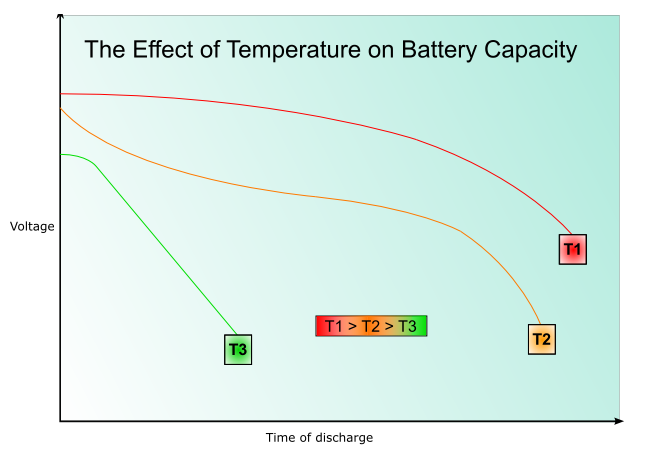 The Effect of Temperature on Battery Capacity
Voltage
T1
T1 > T2 > T3
T2
T3
Time of discharge